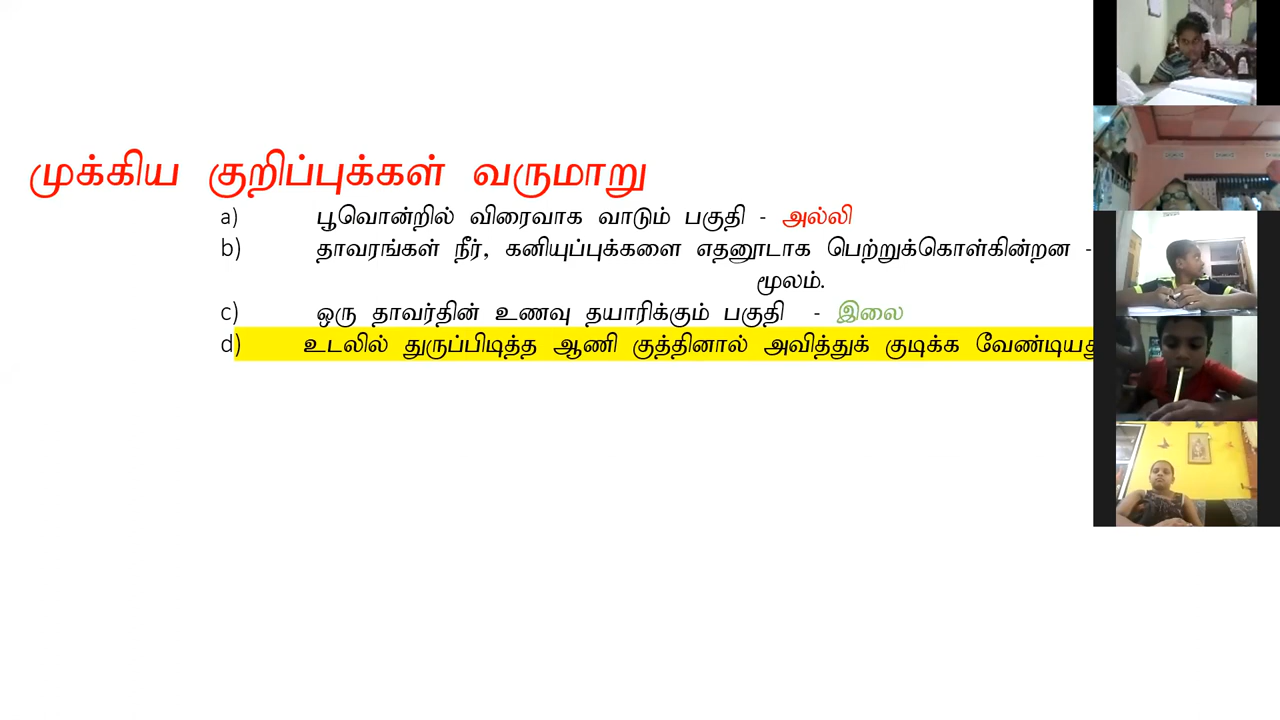 முக்கிய குறிப்புக்கள் வருமாறு
a) பூவொன்றில் விரைவாக வாடும் பகுதி - அல்லி
b) தாவரங்கள் நீர், கனியுப்புக்களை எதனூடாக பெற்றுக்கொள்கின்றன -
மூலம்.
c) ஒரு தாவர்தின் உணவு தயாரிக்கும் பகுதி - இலை
d) உடலில் துருப்பிடித்த ஆணி குத்தினால் அவித்துக் குடிக்க